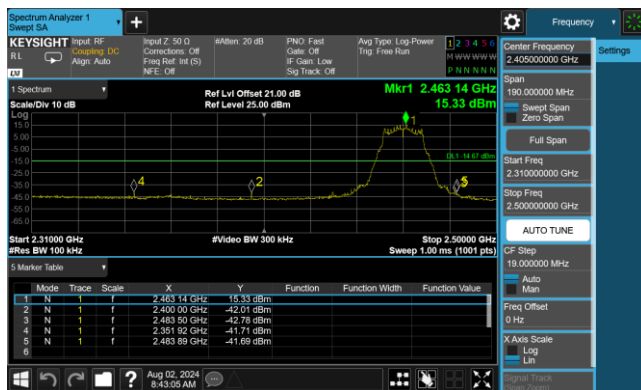 Spectrum Analyzer 1
Swept SA
+
Frequency
KEYSIGHT
RL
LXI
Input: RF
Coupling: DC
Align: Auto
Input Z: 50 Ω
Corrections: Off
Freq Ref: Int (S)
NFE: Off
#Atten: 20 dB
PNO: Fast
Gate: Off
IF Gain: Low
Sig Track: Off
Avg Type: Log-Power
Trig: Free Run
1 2 3 4 5 6
M W W W W W
P N N N N N
1 Spectrum
Scale/Div 10 dB
Ref Lvl Offset 21.00 dB
Ref Level 25.00 dBm
Mkr1 2.463 14 GHz
15.33 dBm
Log
15.0
5.00
-5.00
-15.0
-25.0
-35.0
-45.0
-55.0
-65.0
1
DL1 -14.67 dBm
4
2
5
Start 2.31000 GHz
#Res BW 100 kHz
#Video BW 300 kHz
Stop 2.50000 GHz
Sweep 1.00 ms (1001 pts)
5 Marker Table
Mode Trace Scale X Y Function Function Width Function Value
1 N 1 f 2.463 14 GHz 15.33 dBm
2 N 1 f 2.400 00 GHz -42.01 dBm
3 N 1 f 2.483 50 GHz -42.78 dBm
4 N 1 f 2.351 92 GHz -41.71 dBm
5 N 1 f 2.483 89 GHz -41.69 dBm
6
Aug 02, 2024
8:43:05 AM
Center Frequency
2.405000000 GHz
Settings
Span
190.000000 MHz
Swept Span
Zero Span
Full Span
Start Freq
2.310000000 GHz
Stop Freq
2.500000000 GHz
AUTO TUNE
CF Step
19.000000 MHz
Auto
Man
Freq Offset
0 Hz
X Axis Scale
Log
Lin
Signal Track
(Span Zoom)